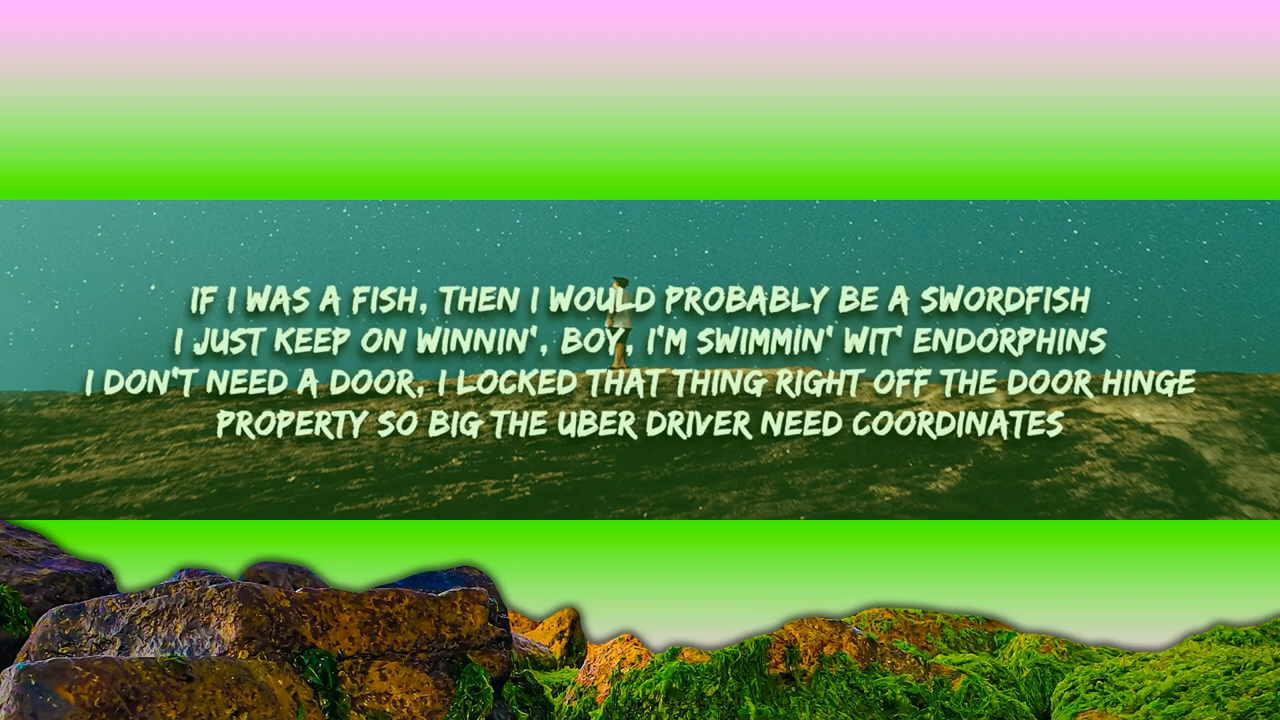 IF I WAS A FISH, THEN I WOULD PROBABLY BE A SWORDFISH
I JUST KEEP ON WINNIN', BOY, I'M SWIMMIN' WIT' ENDORPHINS
I DON'T NEED A DOOR, I LOCKED THAT THING RIGHT OFF THE DOOR HINGE
PROPERTY SO BIG THE UBER DRIVER NEED COORDINATES